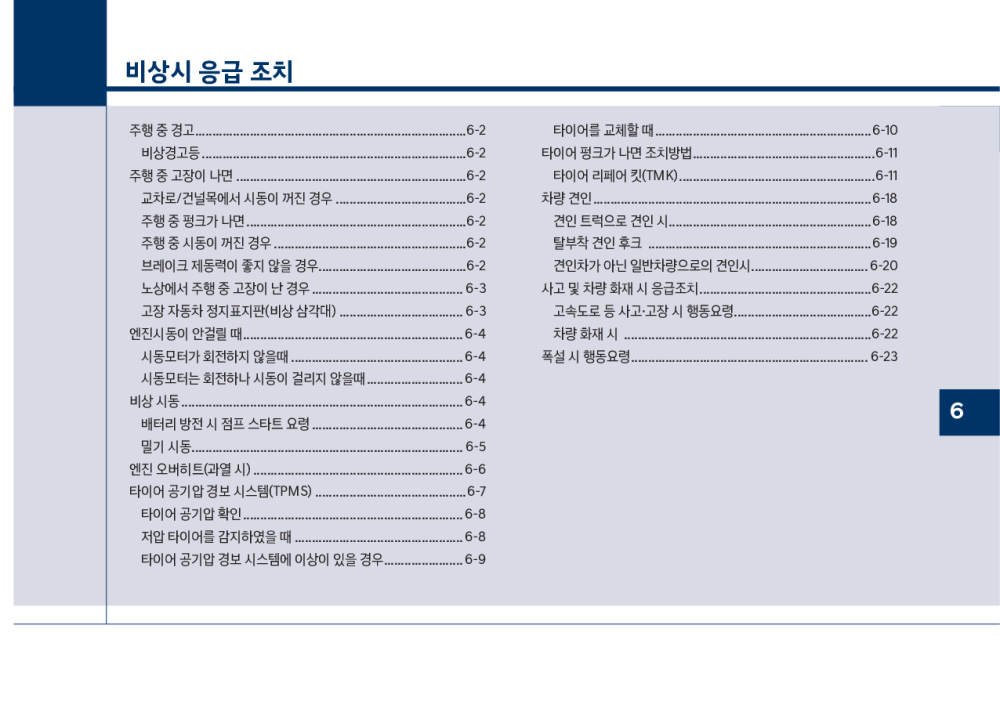 비상시 응급 조치
주행 중 경고................................................................................6-2
비상경고등..............................................................................6-2
주행 중 고장이 나면 ....................................................................6-2
교차로/건널목에서 시동이 꺼진 경우 ......................................6-2
주행 중 펑크가 나면................................................................6-2
주행 중 시동이 꺼진 경우........................................................6-2
브레이크 제동력이 좋지 않을 경우...........................................6-2
노상에서 주행 중 고장이 난 경우............................................ 6-3
고장 자동차 정지표지판(비상 삼각대) .................................... 6-3
엔진시동이 안걸릴 때................................................................ 6-4
시동모터가 회전하지 않을때.................................................. 6-4
시동모터는 회전하나 시동이 걸리지 않을때............................ 6-4
비상 시동................................................................................... 6-4
배터리 방전 시 점프 스타트 요령............................................ 6-4
밀기 시동............................................................................... 6-5
엔진 오버히트(과열 시)............................................................. 6-6
타이어 공기압 경보 시스템(TPMS) ............................................6-7
타이어 공기압 확인................................................................ 6-8
저압 타이어를 감지하였을 때 ................................................. 6-8
타이어 공기압 경보 시스템에 이상이 있을 경우....................... 6-9
타이어를 교체할 때...............................................................6-10
타이어 펑크가 나면 조치방법.....................................................6-11
타이어 리페어 킷(TMK).........................................................6-11
차량 견인.................................................................................6-18
견인 트럭으로 견인 시...........................................................6-18
탈부착 견인 후크 .................................................................6-19
견인차가 아닌 일반차량으로의 견인시.................................. 6-20
사고 및 차량 화재 시 응급조치..................................................6-22
고속도로 등 사고·고장 시 행동요령........................................6-22
차량 화재 시 ........................................................................6-22
폭설 시 행동요령..................................................................... 6-23
6